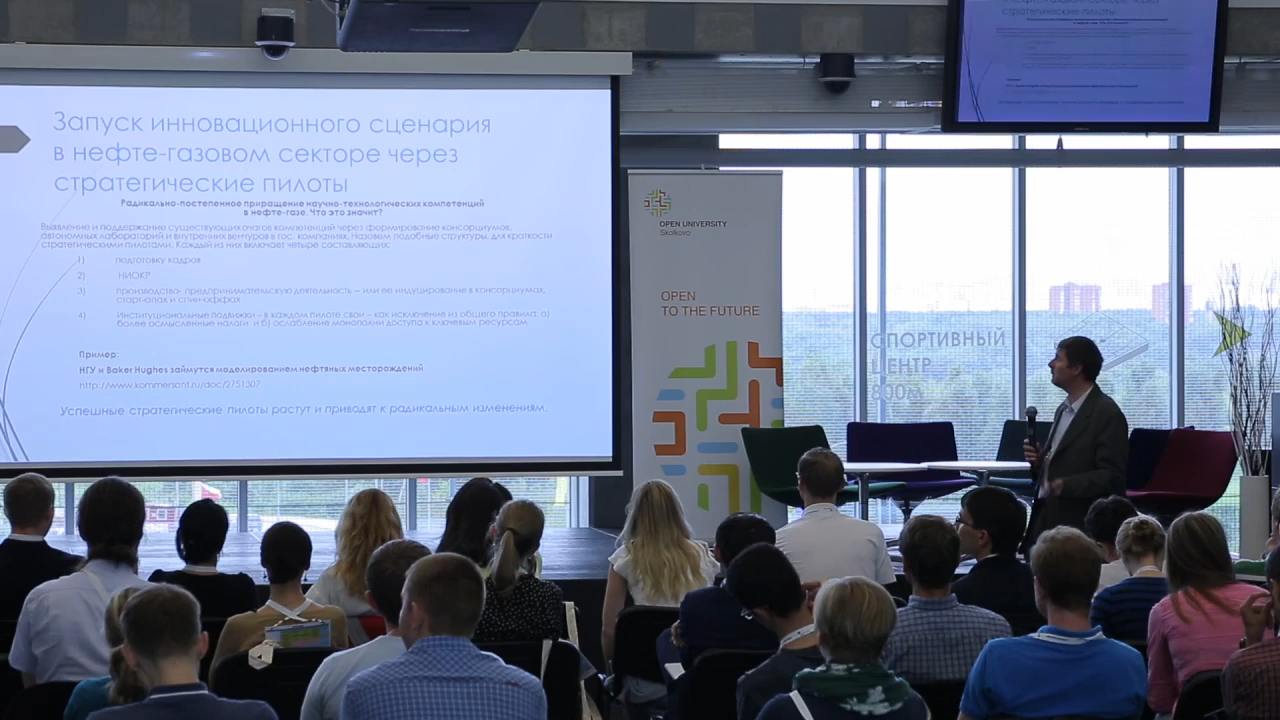 Запуск инновационного сценария
в нефте-газовом секторе через
стратегические пилоты
Радикально-постепенное приращение научно-технологических компетенций
в нефте-газе. Что это значит?
Выявление и поддержание существующих очагов компетенций через формирование консорциумов,
автономных лабораторий и внутренних венчуров в гос. компаниях. Назовем подобные структуры, для краткости
стратегическими пилотами. Каждый из них включает четыре составляющих:
1) подготовку кадров
2) НИОКР
3) производственно- предпринимательскую деятельность – или ее индуцирование в консорциумах,
старт-апах и спин-оффах
4) Институциональные подвижки – в каждом пилоте свои – как исключение из общего правила: а)
более осмысленные налоги и б) ослабление монополии доступа к ключевым ресурсам.
Пример:
НГУ и Baker Hughes займутся моделированием нефтяных месторождений
http://www.kommersant.ru/doc/2751307
Успешные стратегические пилоты растут и приводят к радикальным изменениям.
OPEN UNIVERSITY
Skolkovo
OPEN
TO THE FUTURE
СПОРТИВНЫЙ
ЦЕНТР
800м
стратегические пилоты